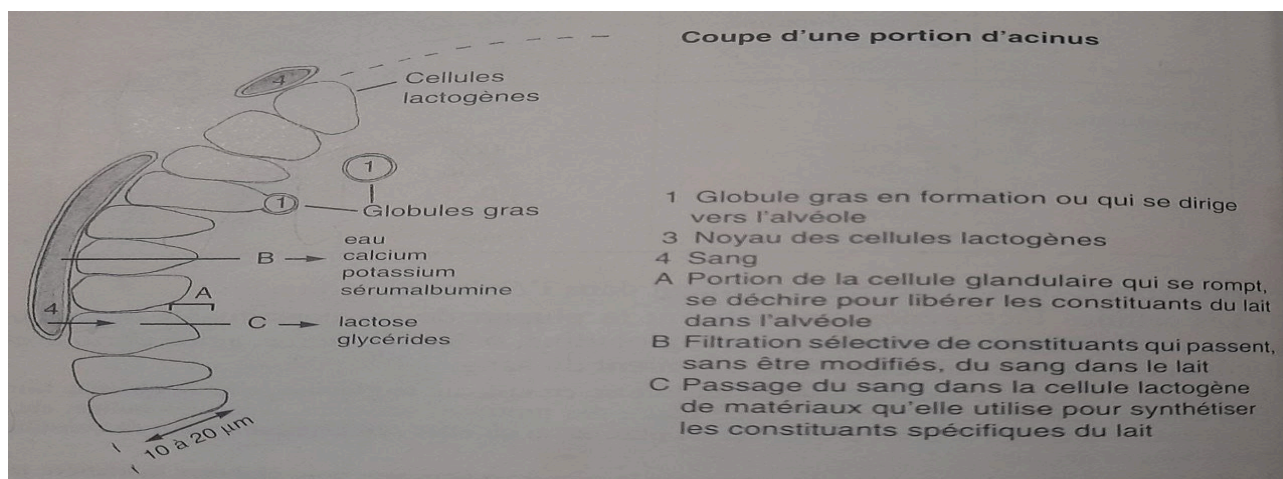 Coupe d'une portion d'acinus
4
Cellules
lactogènes
1
1
Globules gras
B
eau
calcium
potassium
sérumalbumine
A
4
C
lactose
glycérides
10 à 20 µm
1 Globule gras en formation ou qui se dirige
vers l'alvéole
3 Noyau des cellules lactogènes
4 Sang
A Portion de la cellule glandulaire qui se rompt,
se déchire pour libérer les constituants du lait
dans l'alvéole
B Filtration sélective de constituants qui passent,
sans être modifiés, du sang dans le lait
C Passage du sang dans la cellule lactogène
de matériaux qu'elle utilise pour synthétiser
les constituants spécifiques du lait